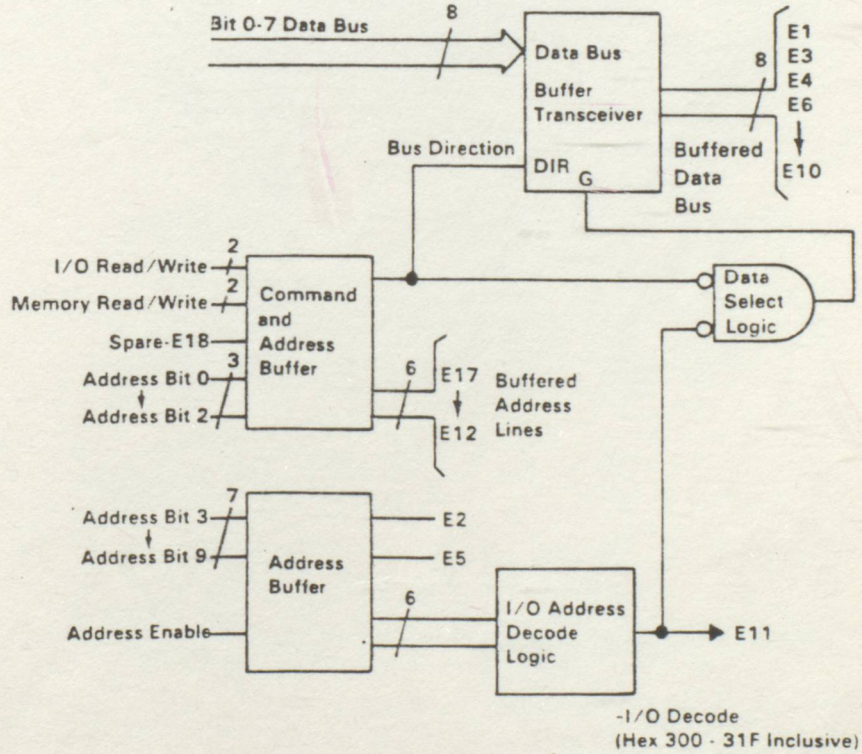 Bit 0-7 Data Bus
8
Data Bus
Buffer
Transceiver
DIR
G
8
E1
E3
E4
E6
E10
Bus Direction
Buffered
Data
Bus
I/O Read/Write
2
Memory Read/Write
2
Spare-E18
Address Bit 0
3
Address Bit 2
Command
and
Address
Buffer
6
E17
E12
Buffered
Address
Lines
Data
Select
Logic
Address Bit 3
7
Address Bit 9
Address Enable
Address
Buffer
E2
E5
6
I/O Address
Decode
Logic
E11
-I/O Decode
(Hex 300 - 31F Inclusive)